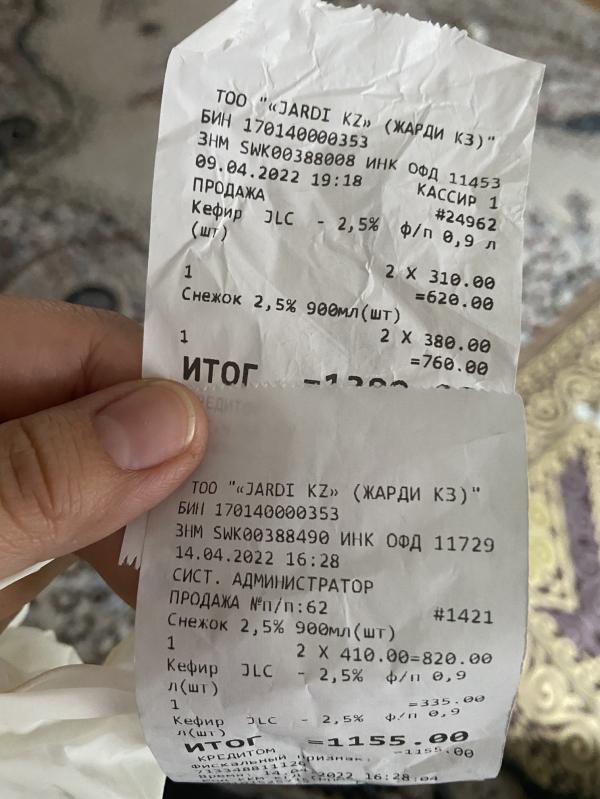 ТОО "«JARDI KZ» (ЖАРДИ КЗ)"
БИН 170140000353
ЗНМ SWK00388008 ИНК ОФД 11453
09.04.2022 19:18 КАССИР 1
ПРОДАЖА #24962
Кефир JLC - 2,5% ф/п 0,9 л
(шт)
1 2 X 310.00
=620.00
Снежок 2,5% 900мл(шт)
1 2 X 380.00
=760.00
ИТОГ
ТОО "«JARDI KZ» (ЖАРДИ КЗ)"
БИН 170140000353
ЗНМ SWK00388490 ИНК ОФД 11729
14.04.2022 16:28
СИСТ. АДМИНИСТРАТОР
ПРОДАЖА №п/п:62 #1421
Снежок 2,5% 900мл(шт)
1 2 X 410.00=820.00
Кефир JLC - 2,5% ф/п 0,9
л(шт)
1 =335.00
Кефир JLC - 2,5% ф/п 0,9
л(шт)
ИТОГ =1155.00
КРЕДИТОМ =1155.00
Фискальный признак: